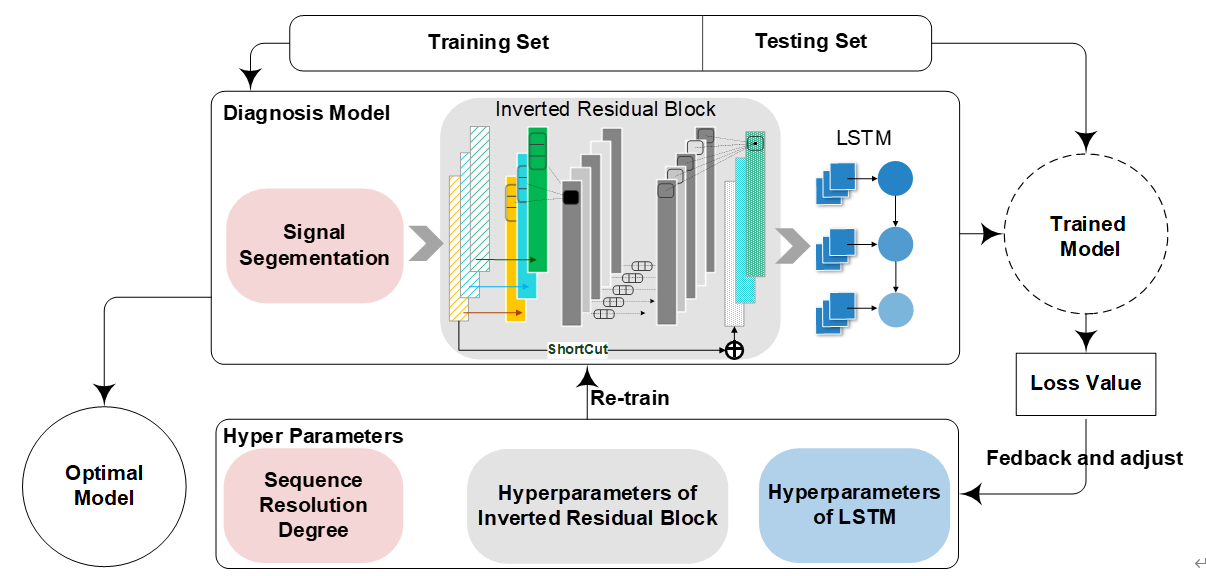 Training Set
Testing Set
Diagnosis Model
Inverted Residual Block
LSTM
Signal
Segementation
ShortCut
Trained
Model
Loss Value
Re-train
Fedback and adjust
Optimal
Model
Hyper Parameters
Sequence
Resolution
Degree
Hyperparameters of
Inverted Residual Block
Hyperparameters
of LSTM